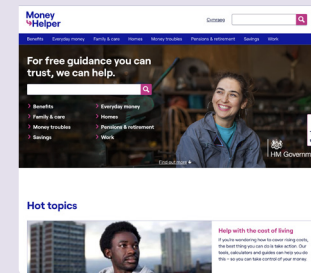 Money
Helper
Cymraeg
Benefits Everyday money Family & care Homes Money troubles Pensions & retirement Savings Work
For free guidance you can
trust, we can help.
Benefits
Everyday money
Family & care
Homes
Money troubles
Pensions & retirement
Savings
Work
Find out more
HM Governm
Hot topics
Help with the cost of living
If you're wondering how to cover rising costs,
the best thing you can do is take action. Our
tools, calculators and guides can help you do
this – so you can take control of your money.